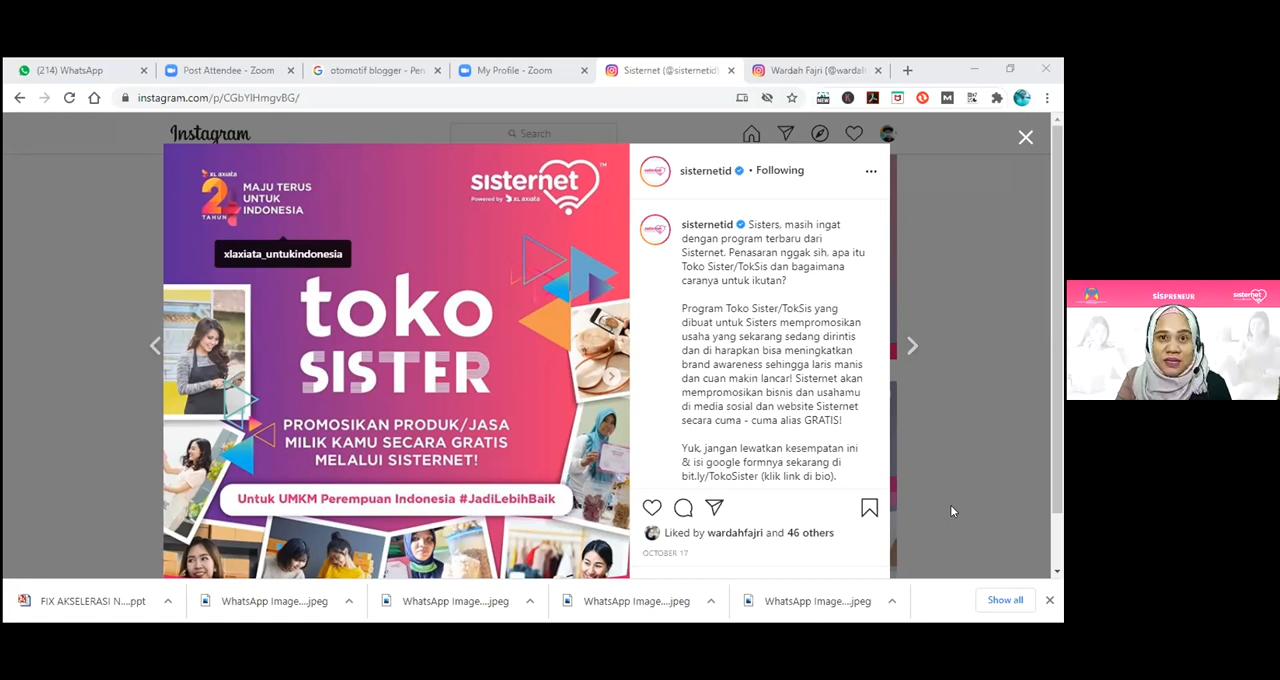 (214) WhatsApp
Post Attendee - Zoom
otomotif blogger - Pen
My Profile - Zoom
Sisternet (@sisternetid)
Wardah Fajri (@wardah
instagram.com/p/CGbYIHmgvBG/
Instagram
Search
XL axiata
24
TAHUN
MAJU TERUS
UNTUK
INDONESIA
sisternet
TM
Powered by XL axiata
xlaxiata_untukindonesia
toko
SISTER
PROMOSIKAN PRODUK/JASA
MILIK KAMU SECARA GRATIS
MELALUI SISTERNET!
Untuk UMKM Perempuan Indonesia #JadiLebihBaik
sisternetid • Following
sisternetid Sisters, masih ingat
dengan program terbaru dari
Sisternet. Penasaran nggak sih, apa itu
Toko Sister/TokSis dan bagaimana
caranya untuk ikutan?
Program Toko Sister/TokSis yang
dibuat untuk Sisters mempromosikan
usaha yang sekarang sedang dirintis
dan di harapkan bisa meningkatkan
brand awareness sehingga laris manis
dan cuan makin lancar! Sisternet akan
mempromosikan bisnis dan usahamu
di media sosial dan website Sisternet
secara cuma - cuma alias GRATIS!
Yuk, jangan lewatkan kesempatan ini
& isi google formnya sekarang di
bit.ly/TokoSister (klik link di bio).
Liked by wardahfajri and 46 others
OCTOBER 17
SISPRENEUR
sisternet
FIX AKSELERASI N....ppt
WhatsApp Image....jpeg
WhatsApp Image....jpeg
WhatsApp Image....jpeg
WhatsApp Image....jpeg
Show all